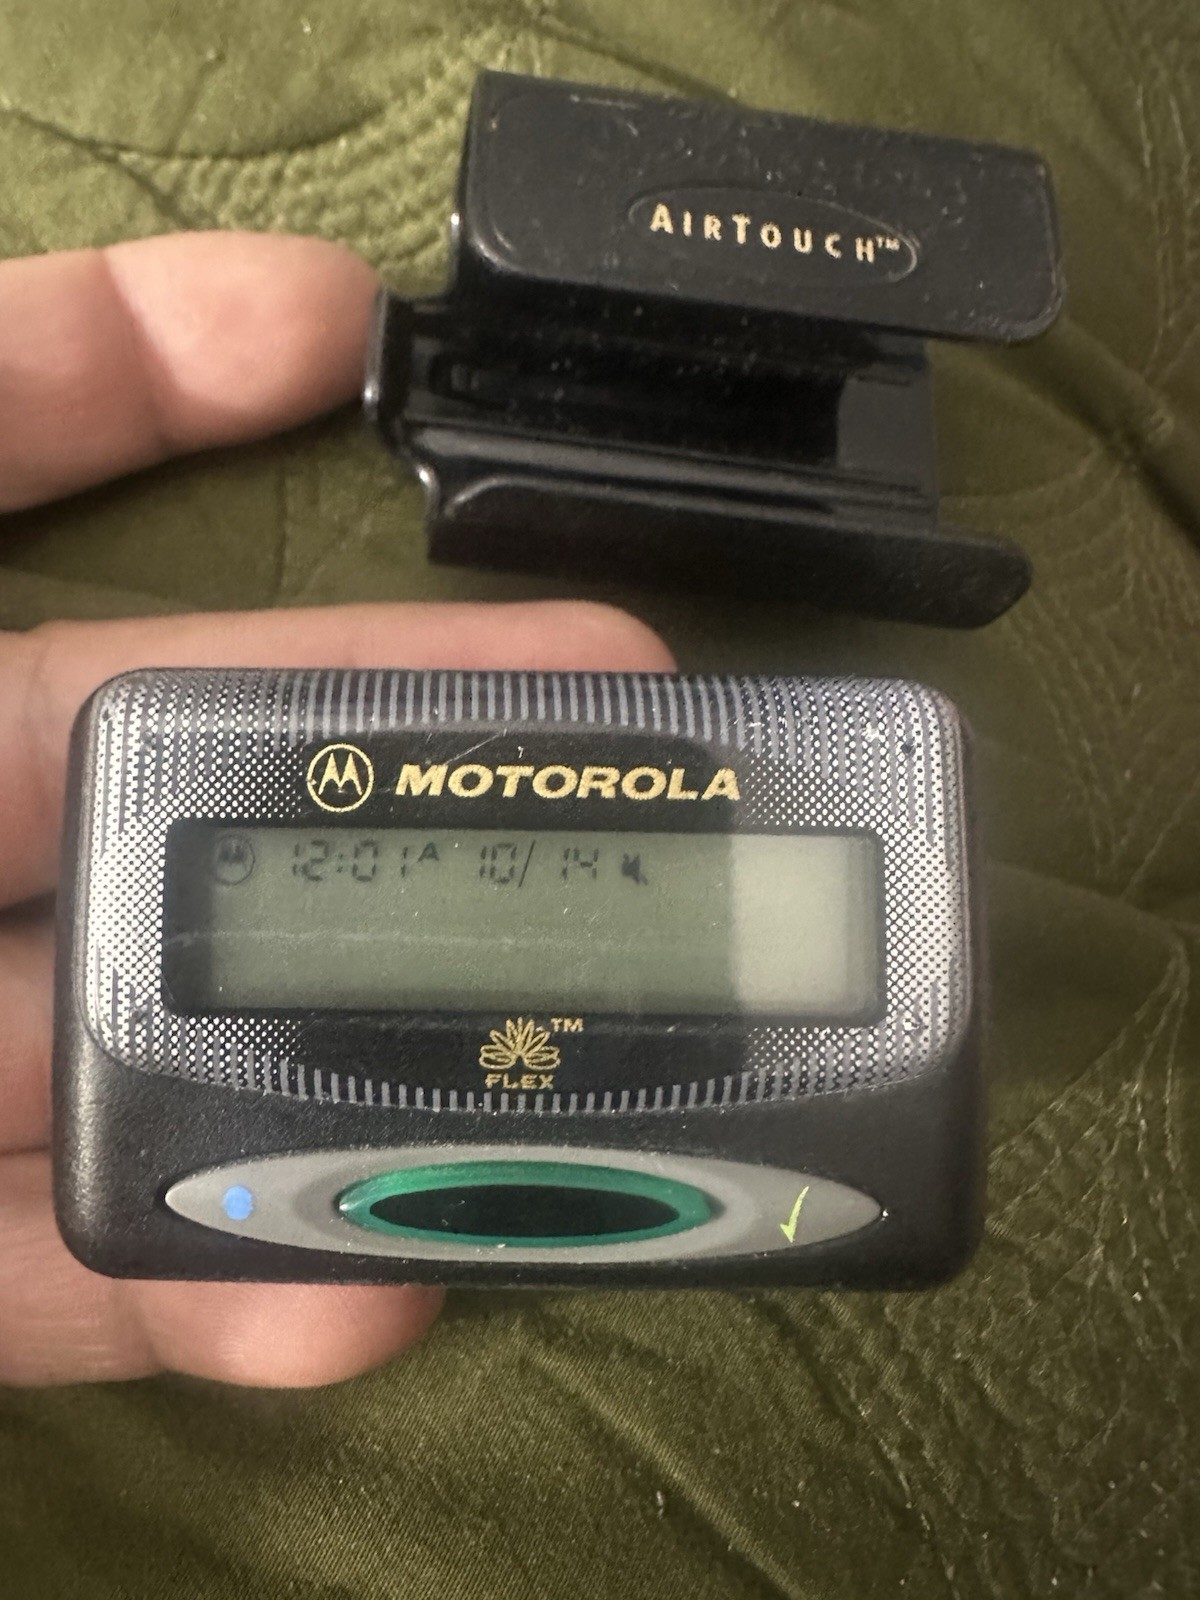 AIRTOUCH™
MOTOROLA
12:01A 10/14
TM
FLEX